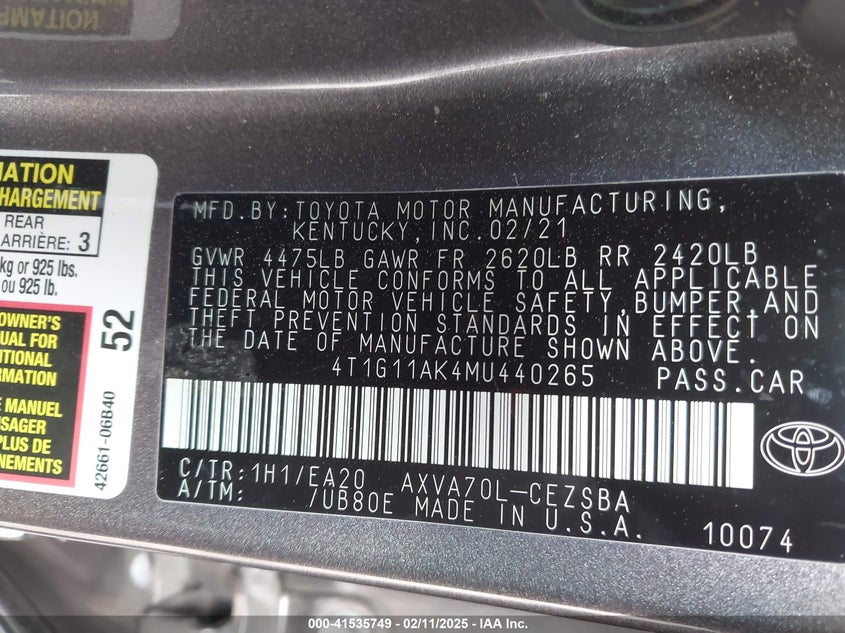 RMATION
MATION
CHARGEMENT
REAR
ARRIÈRE: 3
kg or 925 lbs.
ou 925 lb.
OWNER'S
UAL FOR
ITIONAL
RMATION
E MANUEL
USAGER
PLUS DE
NEMENTS
52
42661-06B40
MFD.BY:TOYOTA MOTOR MANUFACTURING,
KENTUCKY,INC.02/21
GVWR 4475LB GAWR FR 2620LB RR 2420LB
THIS VEHICLE CONFORMS TO ALL APPLICABLE
FEDERAL MOTOR VEHICLE SAFETY,BUMPER,AND
THEFT PREVENTION STANDARDS IN EFFECT ON
THE DATE OF MANUFACTURE SHOWN ABOVE.
4T1G11AK4MU440265 PASS.CAR
C/TR:1H1/EA20 AXVA70L-CEZSBA
A/TM: /UB80E MADE IN U.S.A.
10074
000-41535749 - 02/11/2025 - IAA Inc.